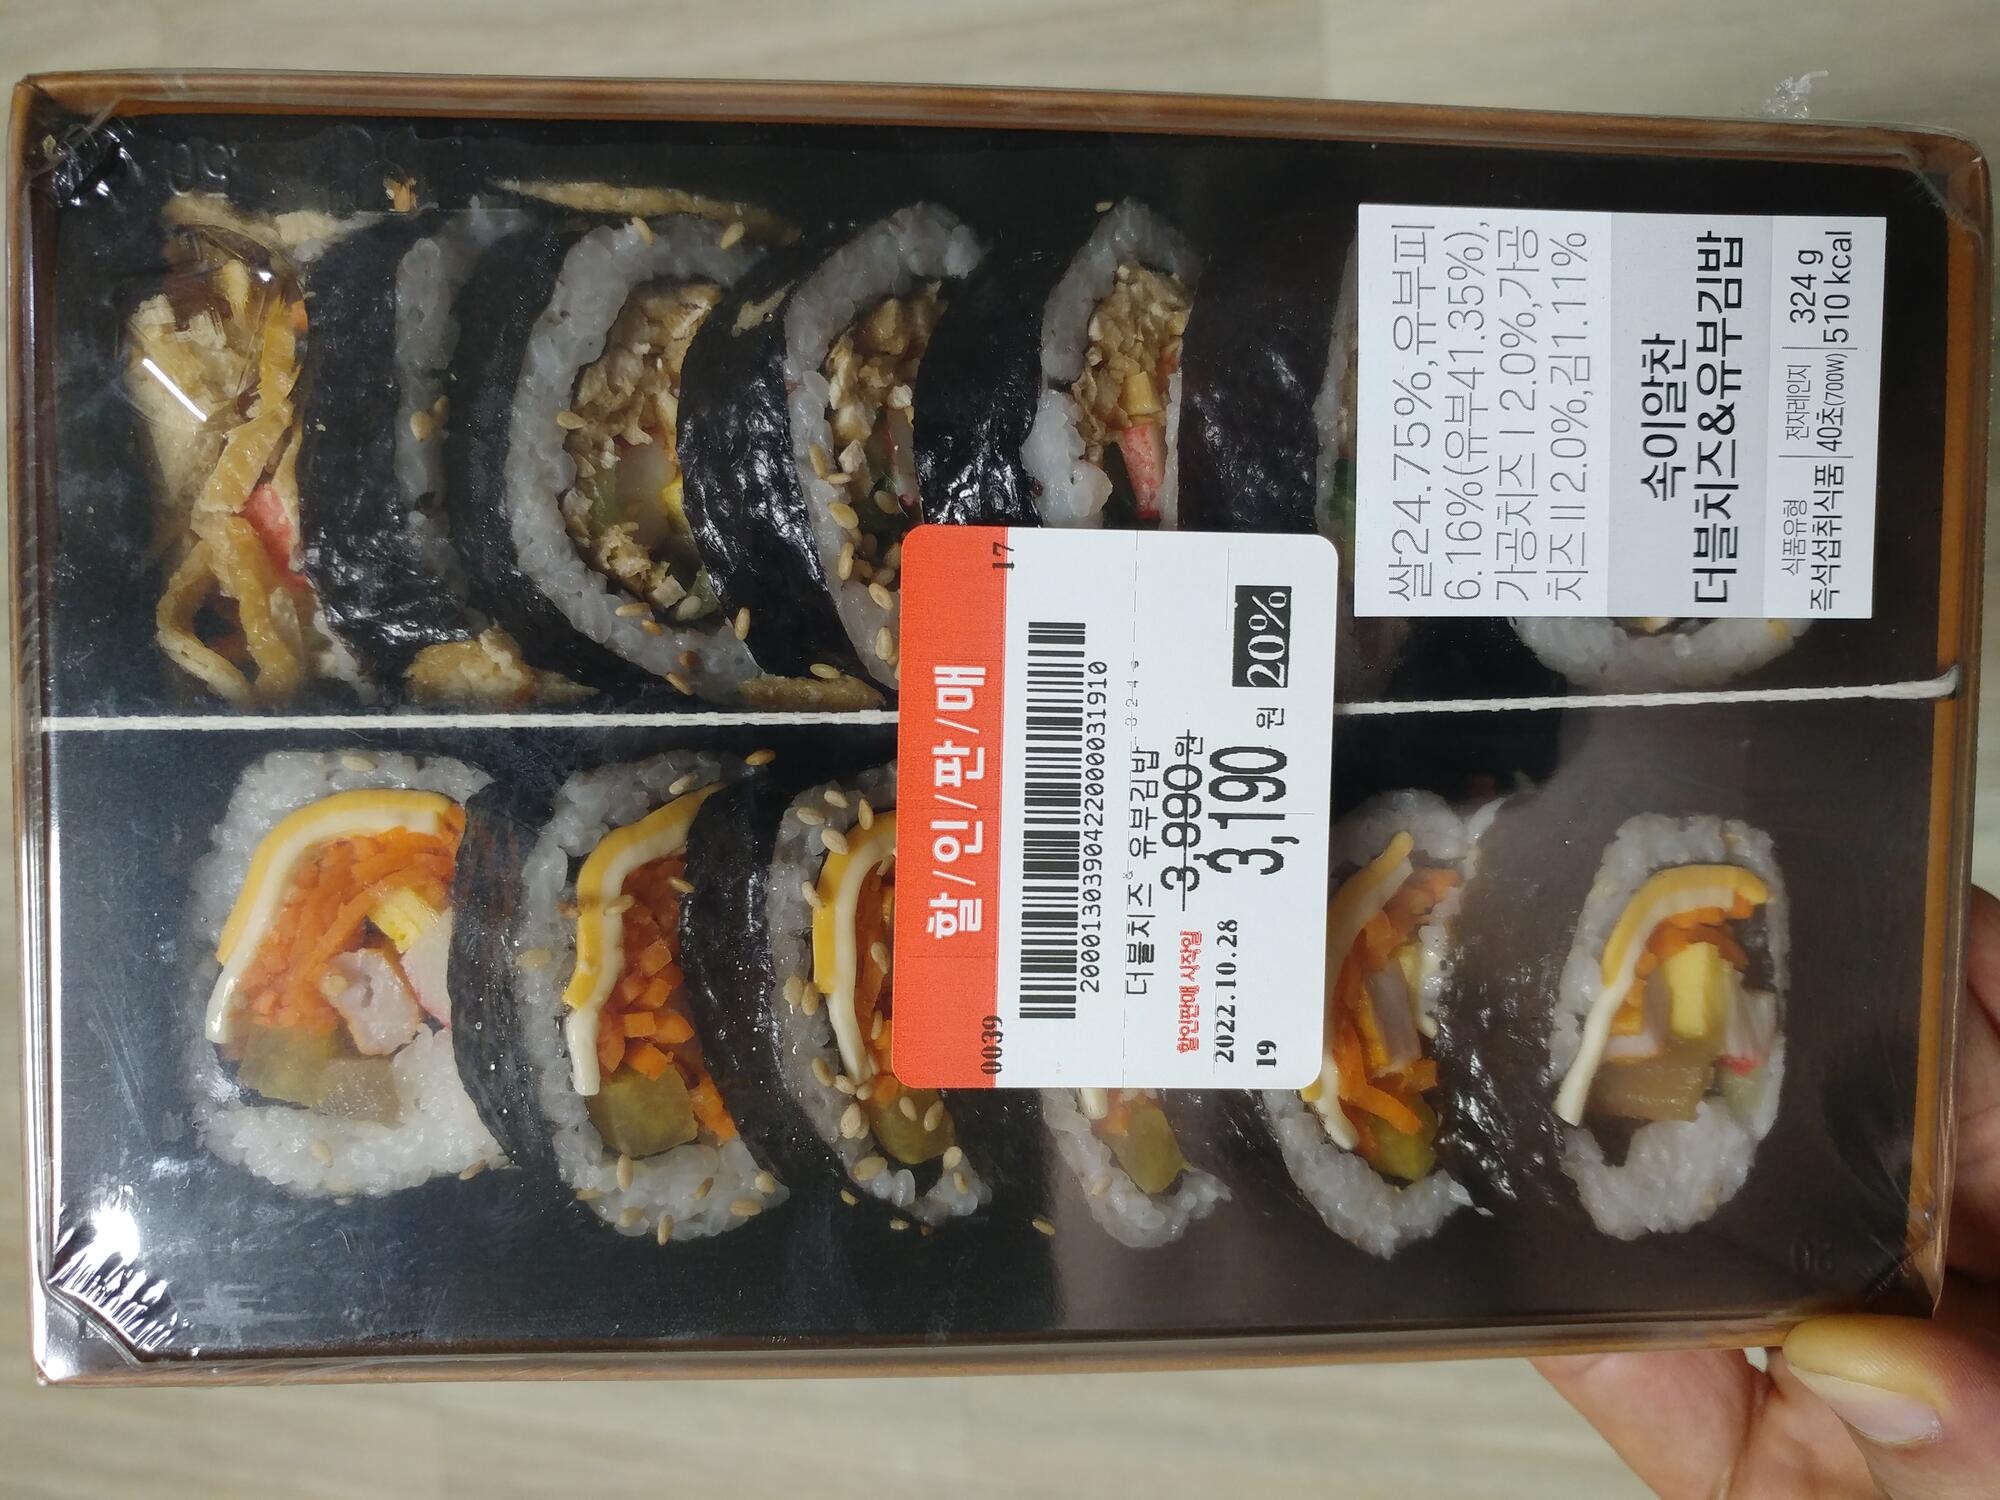 쌀24.75%,유부피
6.16%(유부41.35%),
가공치즈Ⅰ2.0%,가공
치즈Ⅱ2.0%,김1.11%
속이알찬
더블치즈&유부김밥
식품유형 전자레인지 324 g
즉석섭취식품 40초(700W) 510 kcal
할/인/판/매
0039 17
2000130390422000031910
더블치즈&유부김밥 324g
3,990원
할인판매 시작일
3,190 원 20%
2022.10.28
19